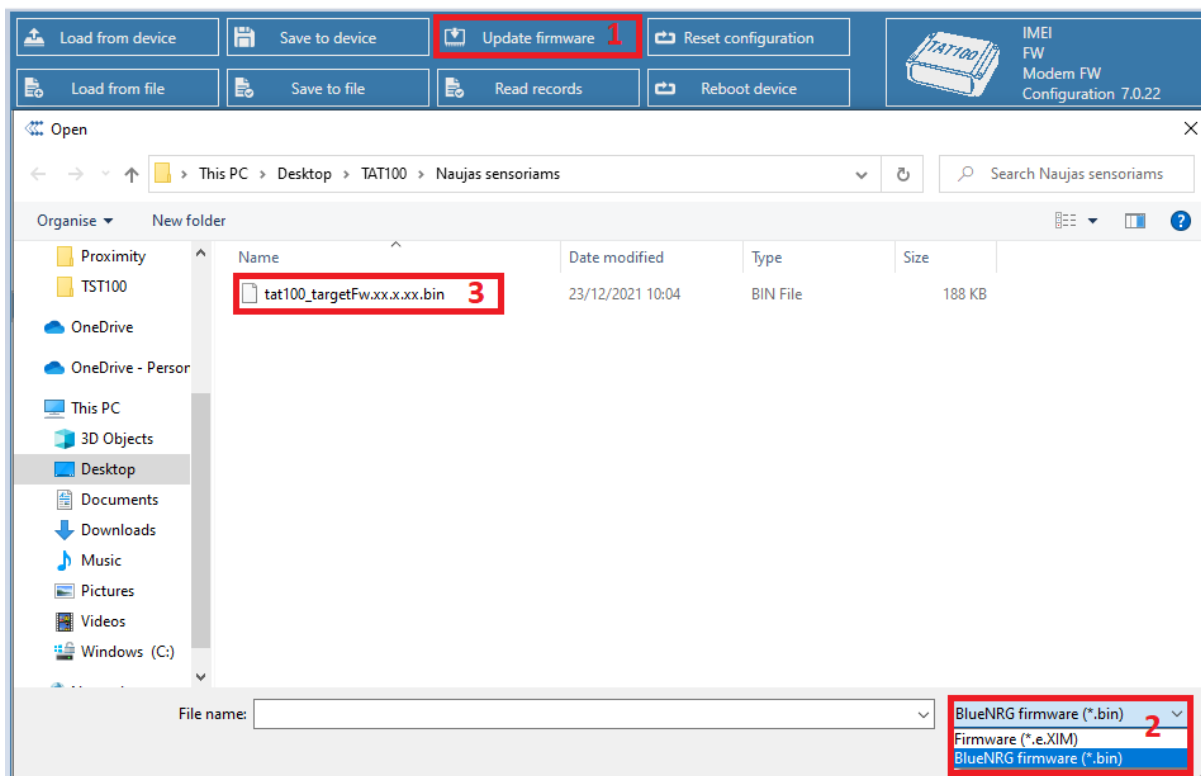 Load from device
Save to device
Update firmware 1
Reset configuration
Load from file
Save to file
Read records
Reboot device
TAT100
IMEI
FW
Modem FW
Configuration 7.0.22
Open
This PC > Desktop > TAT100 > Naujas sensoriams
Search Naujas sensoriams
Organise
New folder
?
Name
Date modified
Type
Size
tat100_targetFw.xx.x.xx.bin 3
23/12/2021 10:04
BIN File
188 KB
Proximity
TST100
OneDrive
OneDrive - Person
This PC
3D Objects
Desktop
Documents
Downloads
Music
Pictures
Videos
Windows (C:)
File name:
BlueNRG firmware (*.bin)
2
Firmware (*.e.XIM)
BlueNRG firmware (*.bin)